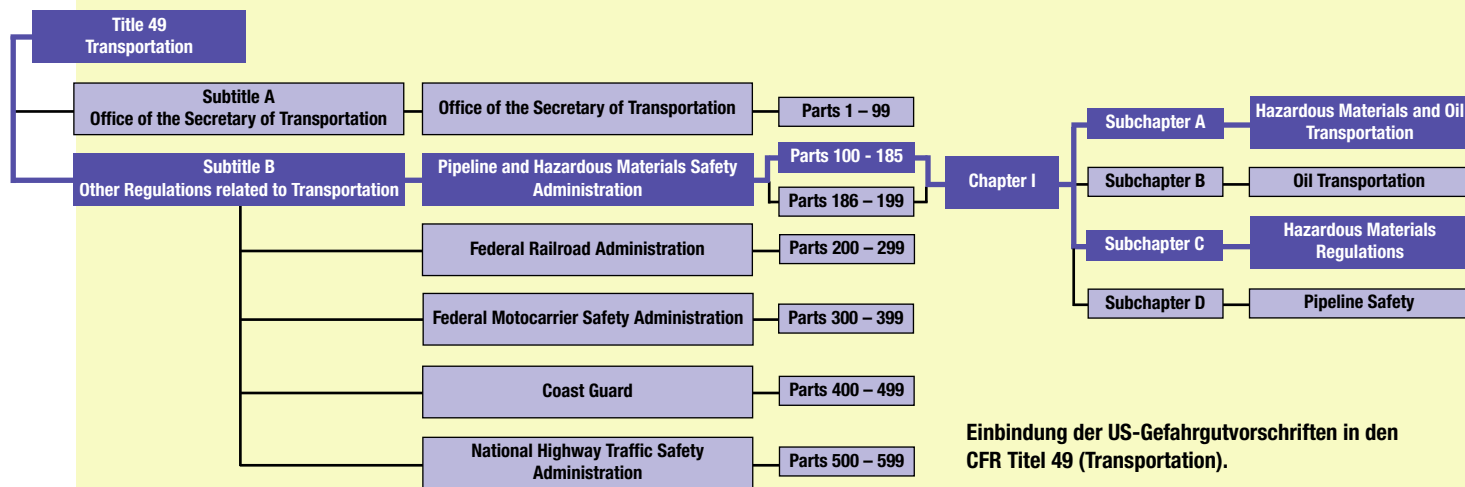 Title 49
Transportation
Subtitle A
Office of the Secretary of Transportation
Office of the Secretary of Transportation
Parts 1 – 99
Subtitle B
Other Regulations related to Transportation
Pipeline and Hazardous Materials Safety
Administration
Parts 100 - 185
Parts 186 – 199
Federal Railroad Administration
Parts 200 – 299
Federal Motocarrier Safety Administration
Parts 300 – 399
Coast Guard
Parts 400 – 499
National Highway Traffic Safety
Administration
Parts 500 – 599
Chapter I
Subchapter A
Hazardous Materials and Oil
Transportation
Subchapter B
Oil Transportation
Subchapter C
Hazardous Materials
Regulations
Subchapter D
Pipeline Safety
Einbindung der US-Gefahrgutvorschriften in den
CFR Titel 49 (Transportation).